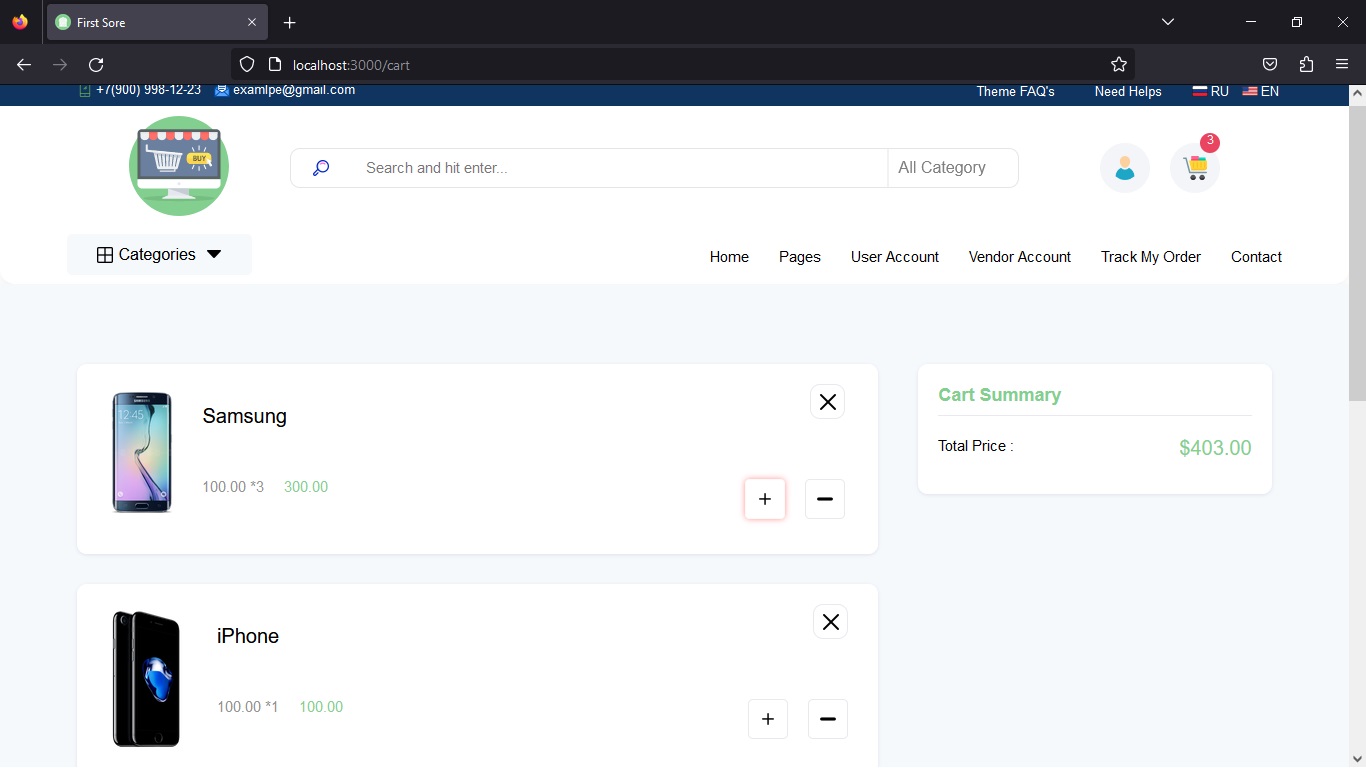 First Sore
localhost:3000/cart
+7(900) 998-12-23 examlpe@gmail.com Theme FAQ's Need Helps RU EN
BUY
Search and hit enter... All Category
3
Categories Home Pages User Account Vendor Account Track My Order Contact
Samsung
100.00 *3 300.00
+
Cart Summary
Total Price : $403.00
iPhone
100.00 *1 100.00
+